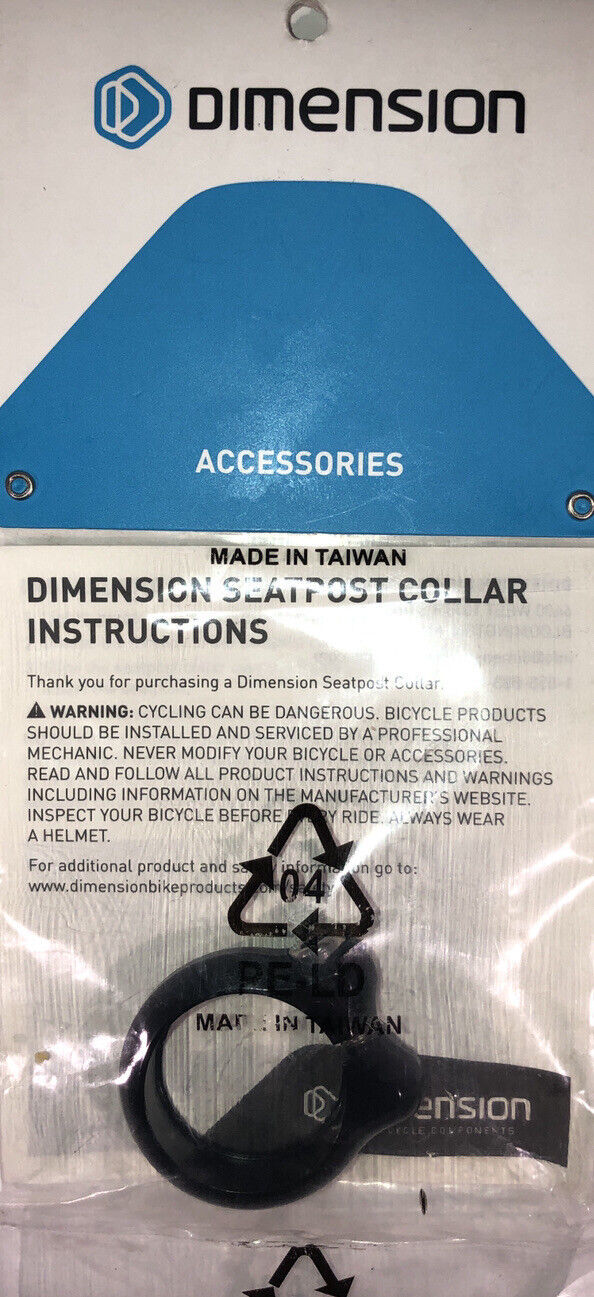 DIMENSION
ACCESSORIES
MADE IN TAIWAN
DIMENSION SEATPOST COLLAR
INSTRUCTIONS
Thank you for purchasing a Dimension Seatpost Collar.
WARNING: CYCLING CAN BE DANGEROUS. BICYCLE PRODUCTS
SHOULD BE INSTALLED AND SERVICED BY A PROFESSIONAL
MECHANIC. NEVER MODIFY YOUR BICYCLE OR ACCESSORIES.
READ AND FOLLOW ALL PRODUCT INSTRUCTIONS AND WARNINGS
INCLUDING INFORMATION ON THE MANUFACTURER'S WEBSITE.
INSPECT YOUR BICYCLE BEFORE EVERY RIDE. ALWAYS WEAR
A HELMET.
For additional product and safety information go to:
www.dimensionbikeproducts.com/safety
04
PE-LD
MADE IN TAIWAN
ension
CYCLE COMPONENTS